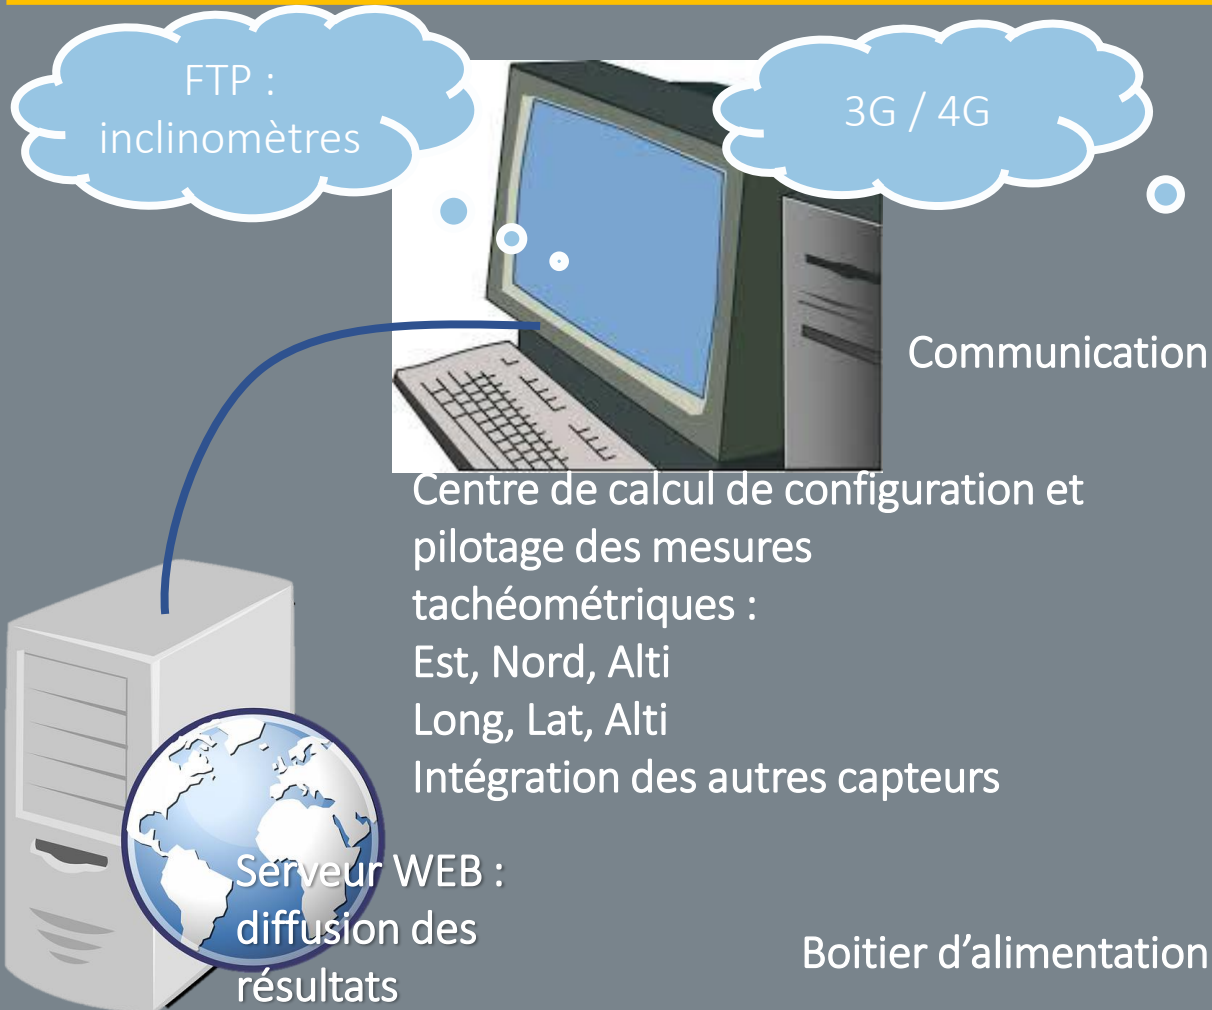 FTP :
inclinomètres
3G / 4G
Communication
Centre de calcul de configuration et
pilotage des mesures
tachéométriques :
Est, Nord, Alti
Long, Lat, Alti
Intégration des autres capteurs
Serveur WEB :
diffusion des
résultats
Boitier d’alimentation